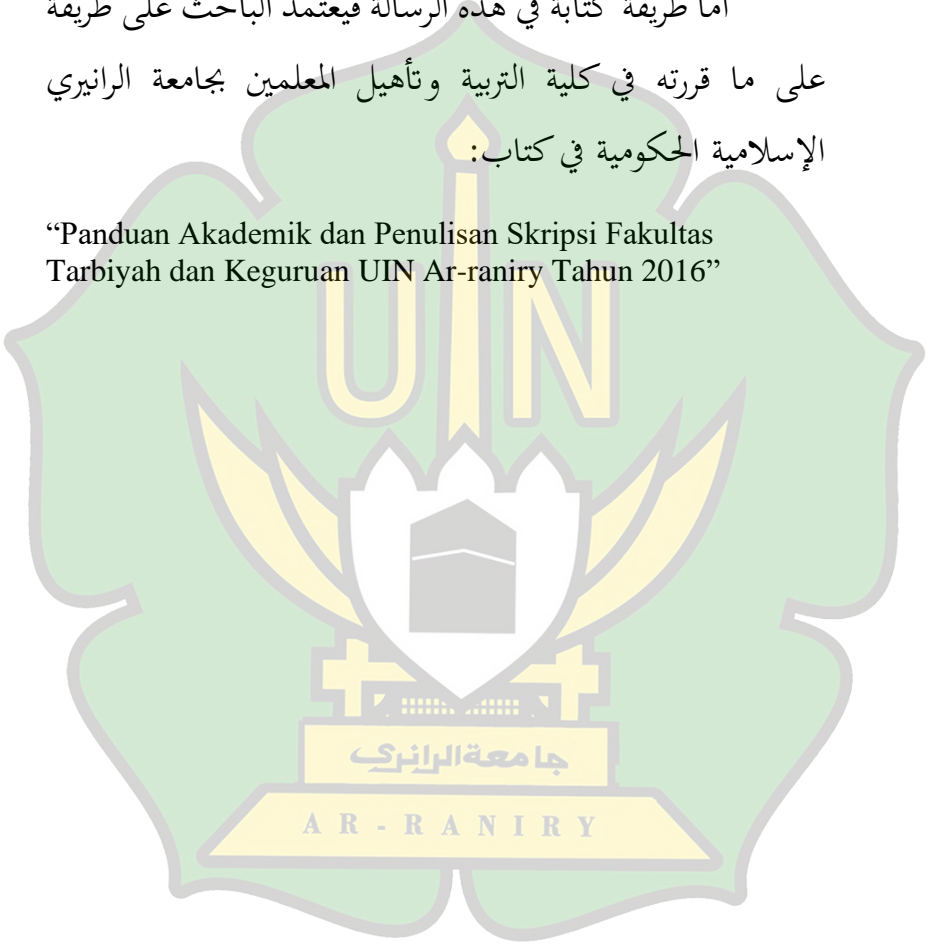 أما طريقة كتابة في هذه الرسالة فيعتمد الباحث على طريقة
على ما قررته في كلية التربية وتأهيل المعلمين بجامعة الرانيري
الإسلامية الحكومية في كتاب:
“Panduan Akademik dan Penulisan Skripsi Fakultas
Tarbiyah dan Keguruan UIN Ar-raniry Tahun 2016”
UIN
جامعةالرانري
AR-RANIRY